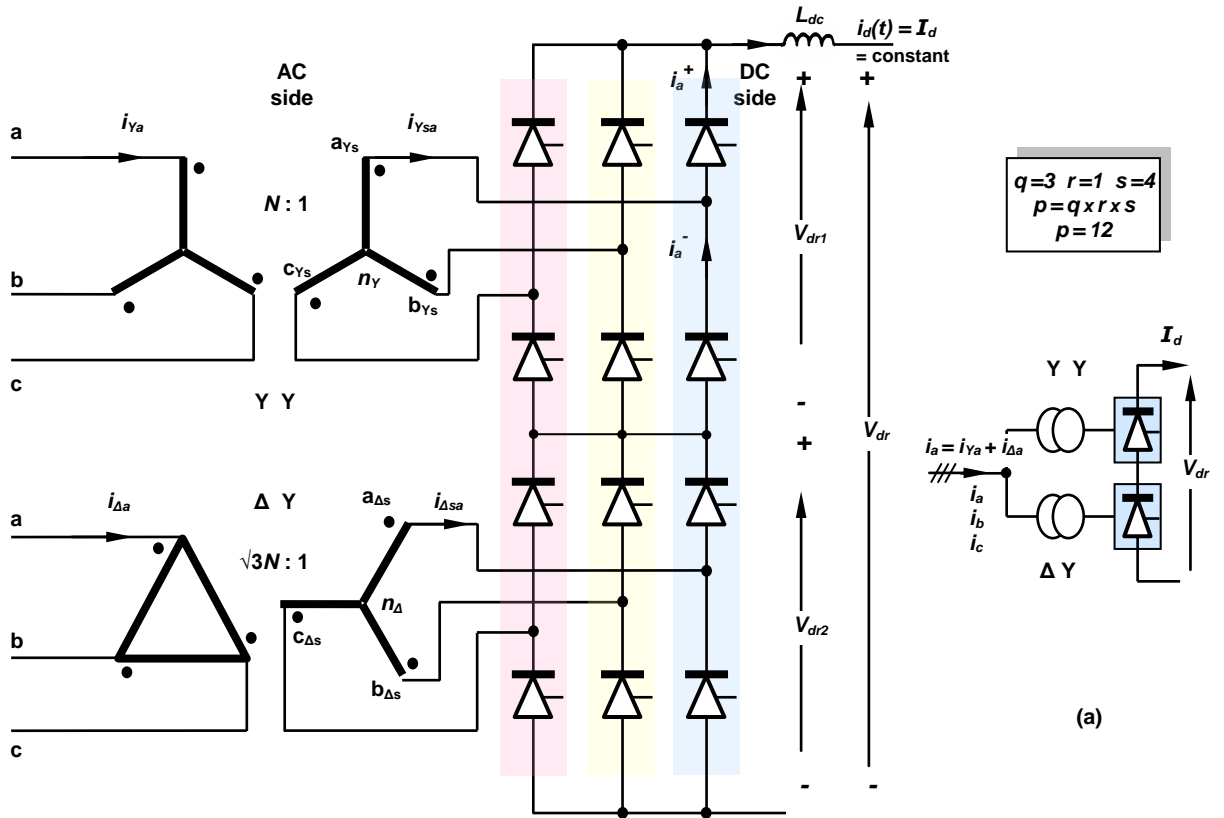 L_dc
i_d(t) = I_d
= constant
AC
side
DC
side
i_a^+
+
+
a
i_Ya
i_Ysa
a_Ys
N : 1
V_dr1
q=3 r=1 s=4
p=q x r x s
p=12
i_a^-
b
c_Ys
n_Y
b_Ys
c
Y Y
-
+
V_dr
I_d
Y Y
i_a = i_Ya + i_Δa
i_a
i_b
i_c
V_dr
Δ Y
a
i_Δa
Δ Y
a_Δs
i_Δsa
√3N : 1
n_Δ
b
c_Δs
b_Δs
V_dr2
c
(a)
-
-